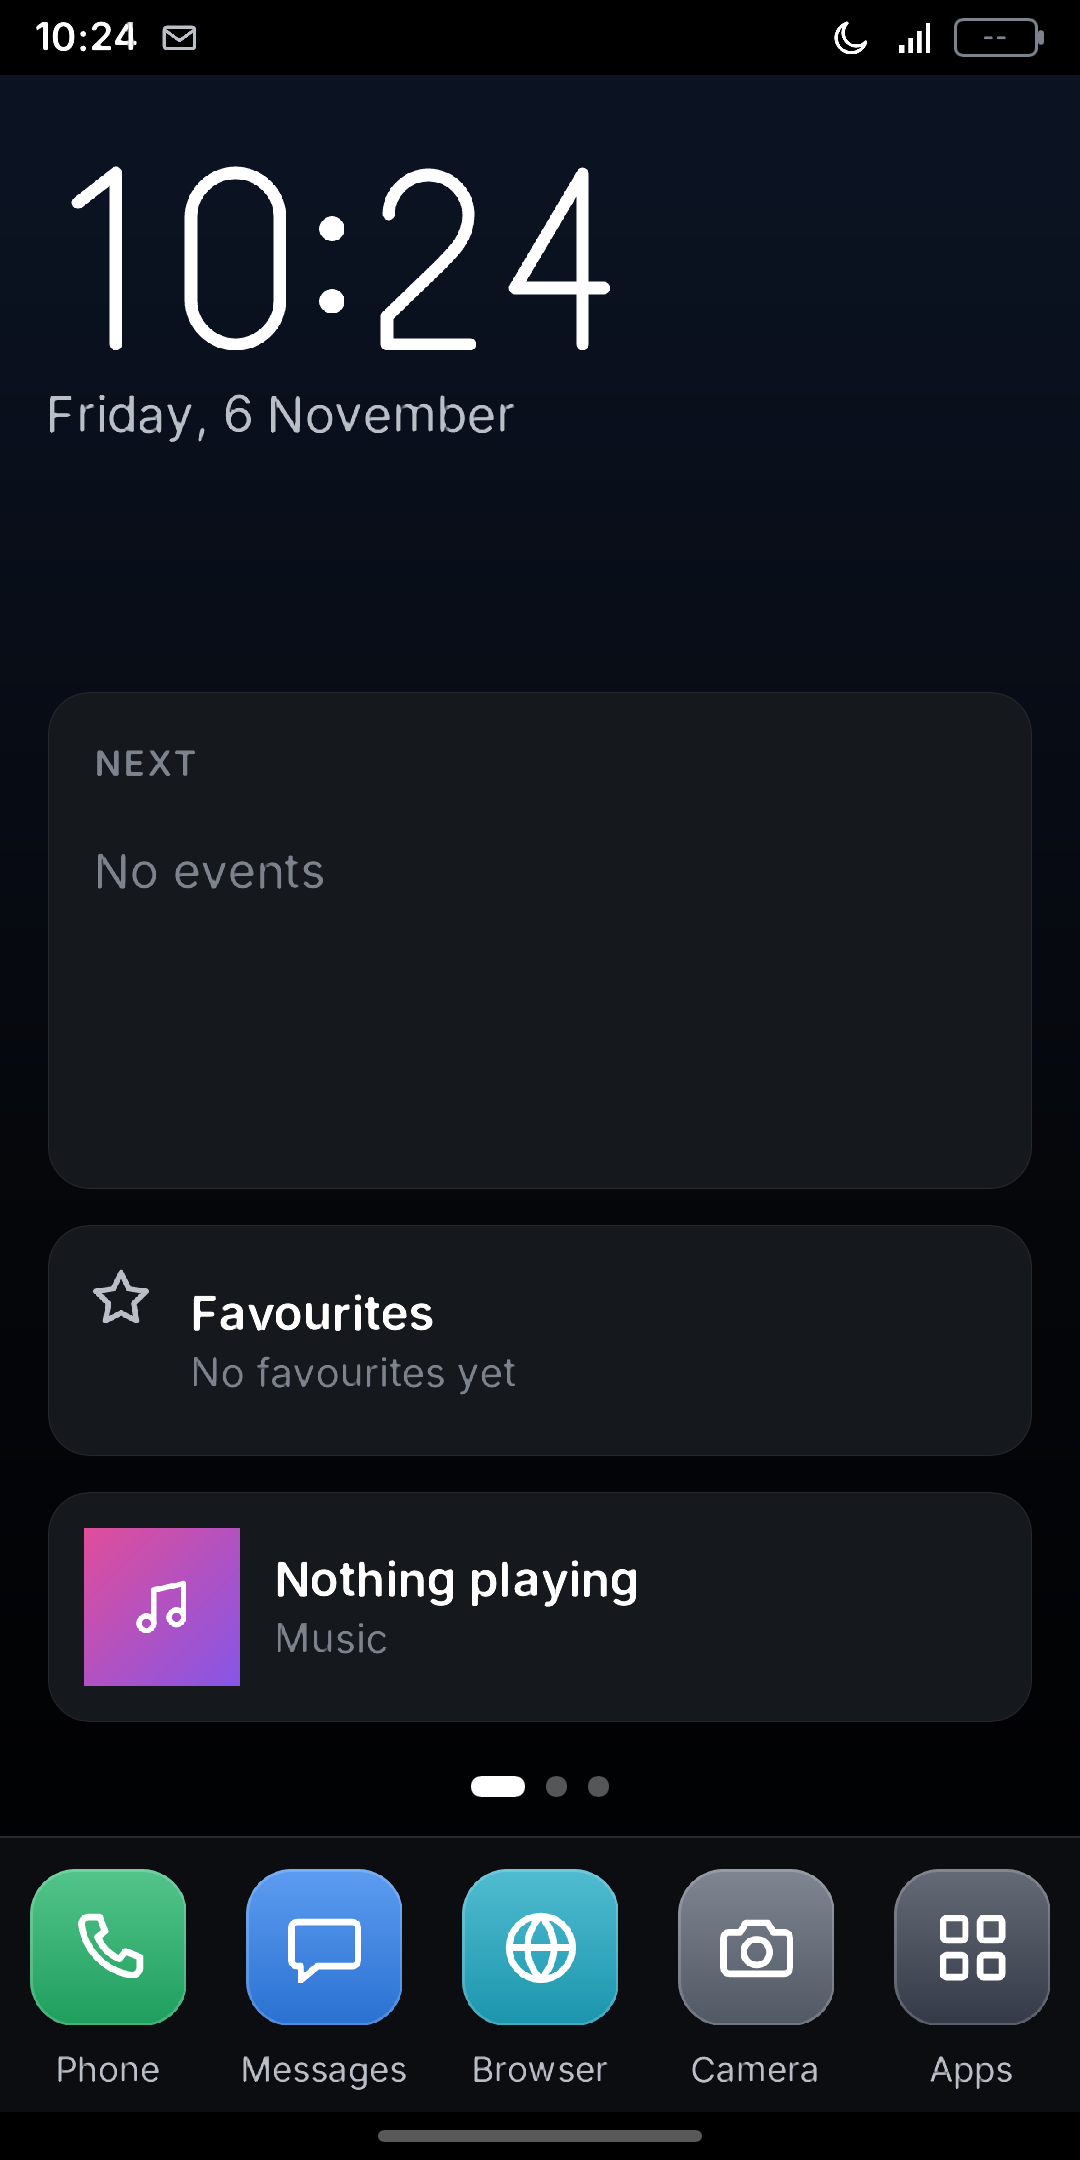 10:24
--
10:24
Friday, 6 November
NEXT
No events
Favourites
No favourites yet
Nothing playing
Music
Phone
Messages
Browser
Camera
Apps